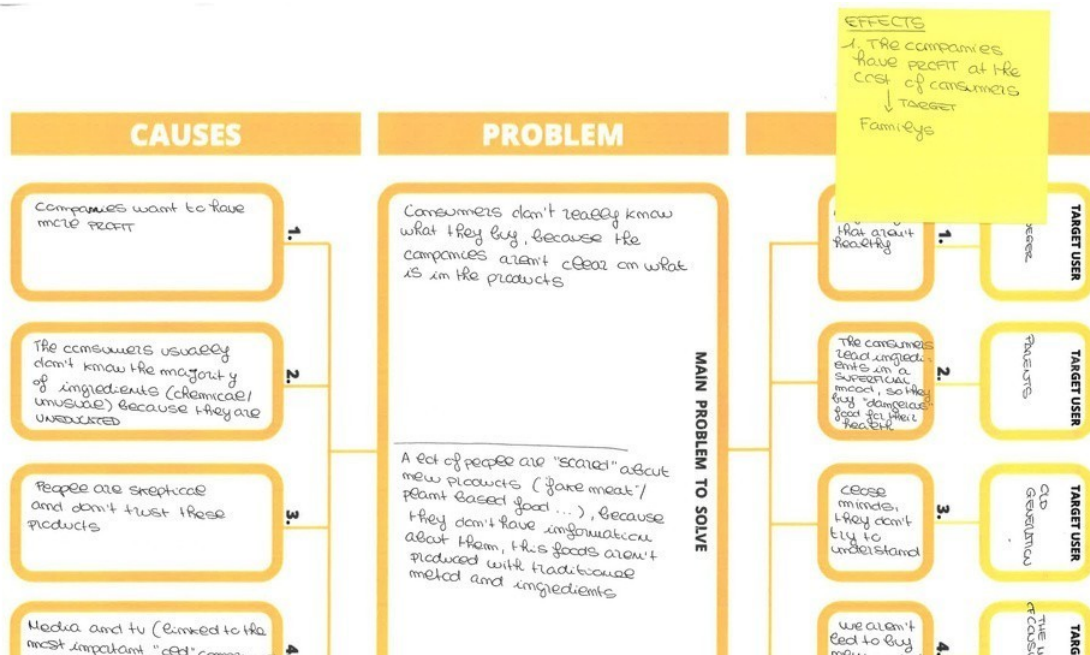 EFFECTS
1. The companies
have PROFIT at the
cost of consumers
TARGET
Familys
CAUSES
PROBLEM
Companies want to have
more PROFIT
1.
The consumers usually
don't know the majority
of ingredients (chemical/
unusual) because they are
UNEDUCATED
2.
People are skeptical
and don't trust these
products
3.
Media and tv (linked to the
most important "old"
4
Consumers don't really know
what they buy, because the
companies aren't clear on what
is in the products
A lot of people are "scared" about
new products ("fake meat"/
plant based food ...), because
they don't have information
about them, this foods aren't
produced with traditional
metod and ingredients
MAIN PROBLEM TO SOLVE
that aren't
healthy
1.
TARGET USER
The consumers
read ingredi-
ents in a
SUPERFICIAL
mood, so they
buy "dangerous"
food for their
health
2.
PARENTS
TARGET USER
close
minds,
they don't
try to
understand
3.
OLD
GENERATION
TARGET USER
we aren't
led to buy
4.
THE
TARG